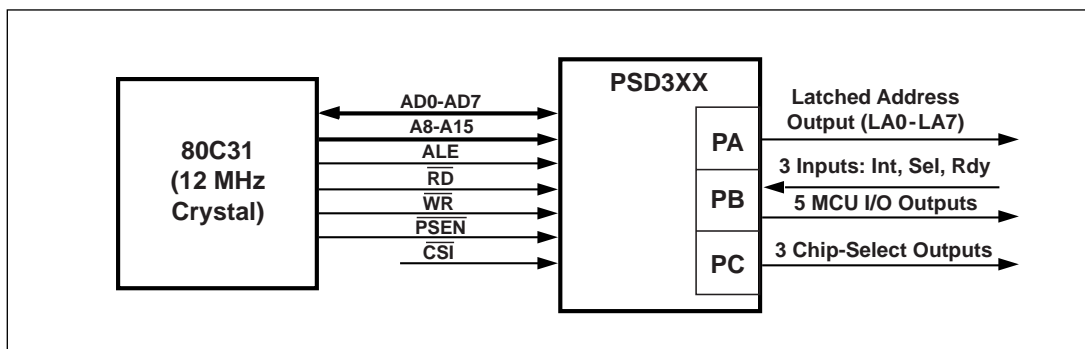 80C31
(12 MHz
Crystal)
AD0-AD7
A8-A15
ALE
RD
WR
PSEN
CSI
PSD3XX
PA
PB
PC
Latched Address
Output (LA0-LA7)
3 Inputs: Int, Sel, Rdy
5 MCU I/O Outputs
3 Chip-Select Outputs